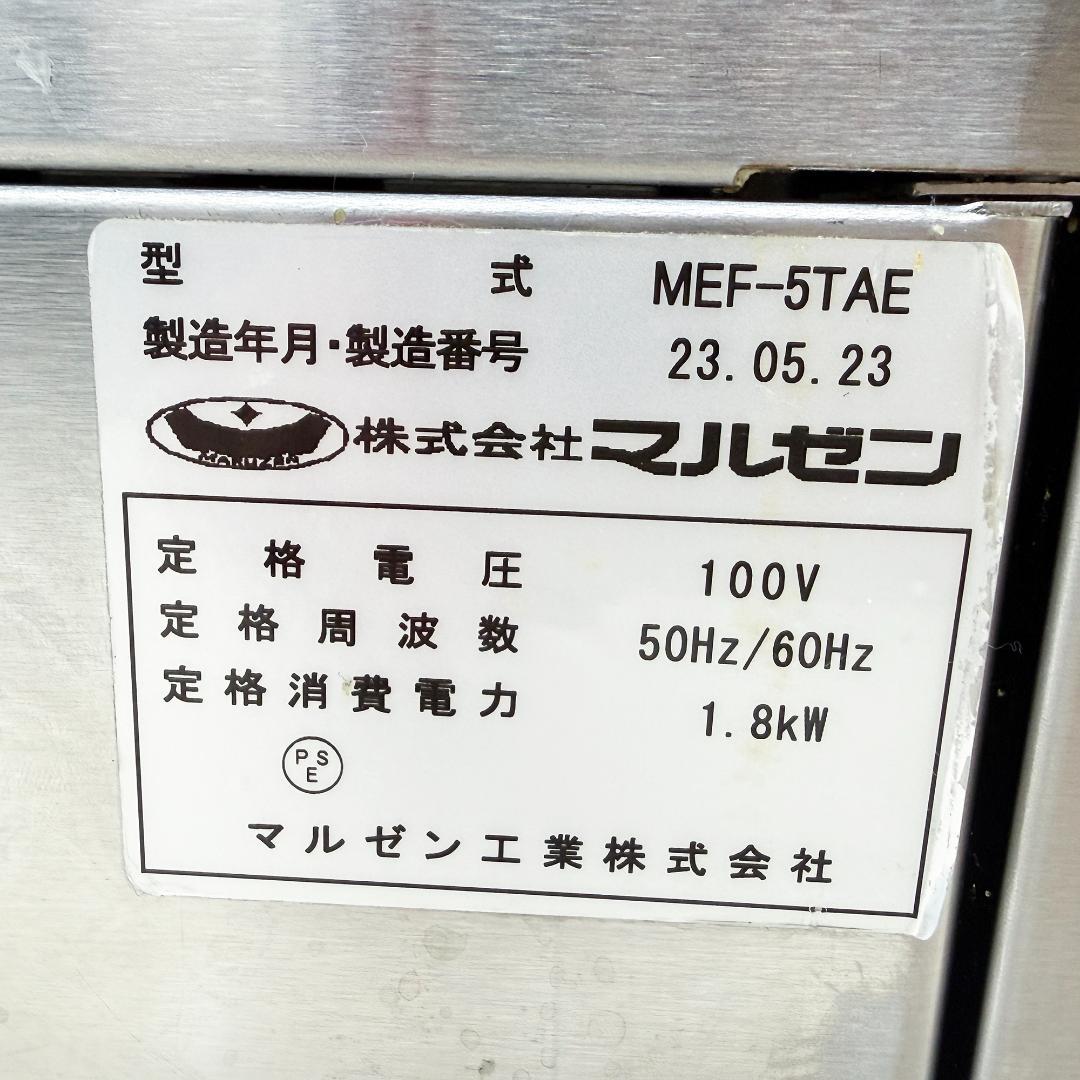 型式 MEF-5TAE
製造年月・製造番号 23.05.23
MARUZEN 株式会社マルゼン
定格電圧 100V
定格周波数 50Hz/60Hz
定格消費電力 1.8kW
PSE
マルゼン工業株式会社